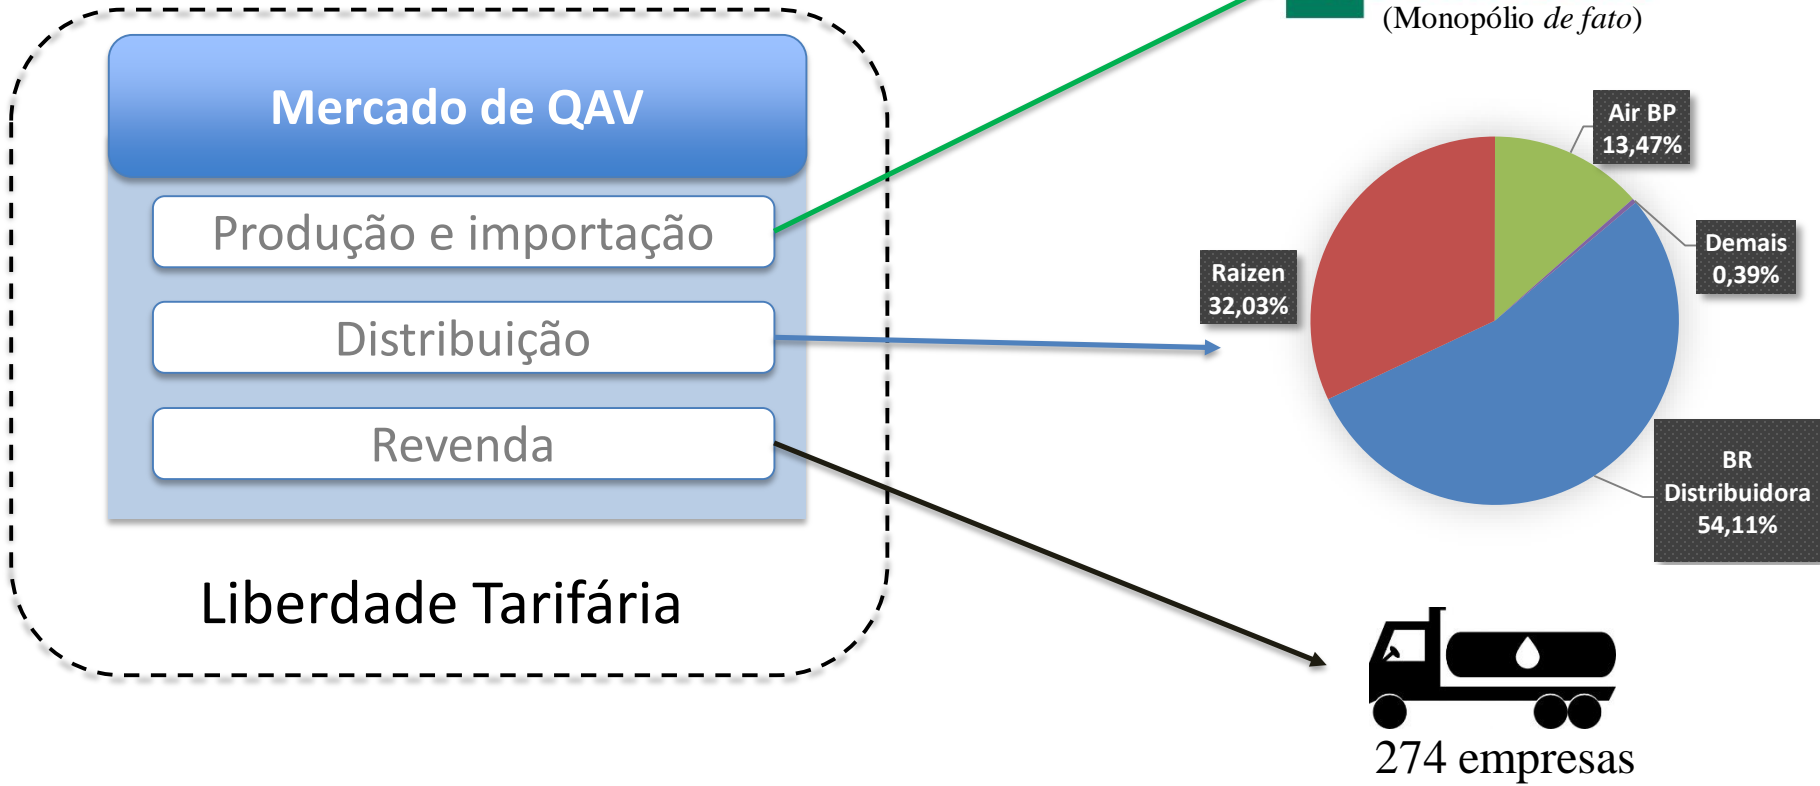 (Monopólio de fato)
Mercado de QAV
Produção e importação
Distribuição
Revenda
Liberdade Tarifária
Air BP
13,47%
Demais
0,39%
Raizen
32,03%
BR
Distribuidora
54,11%
274 empresas